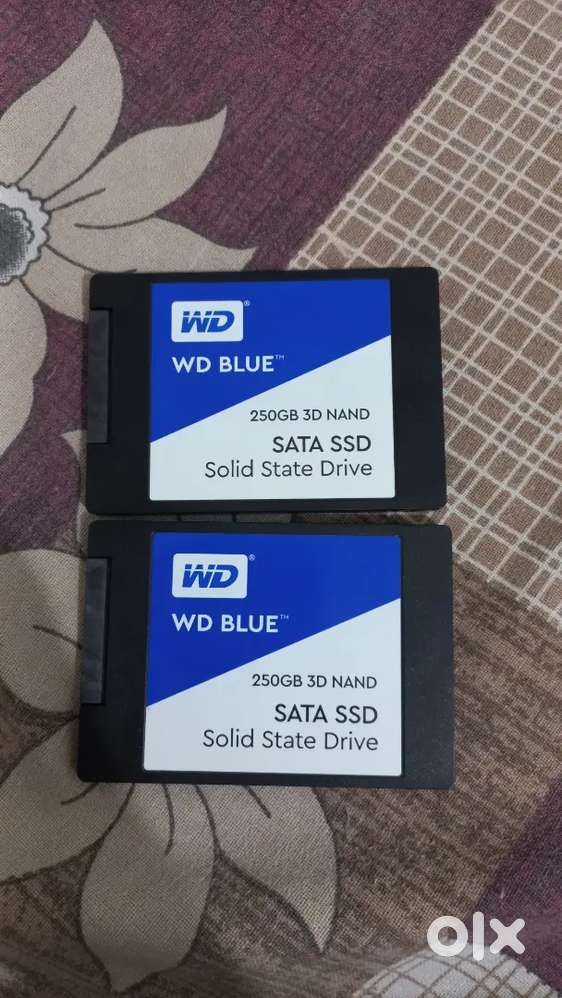 WD®
WD BLUE™
250GB 3D NAND
SATA SSD
Solid State Drive
WD®
WD BLUE™
250GB 3D NAND
SATA SSD
Solid State Drive
olx